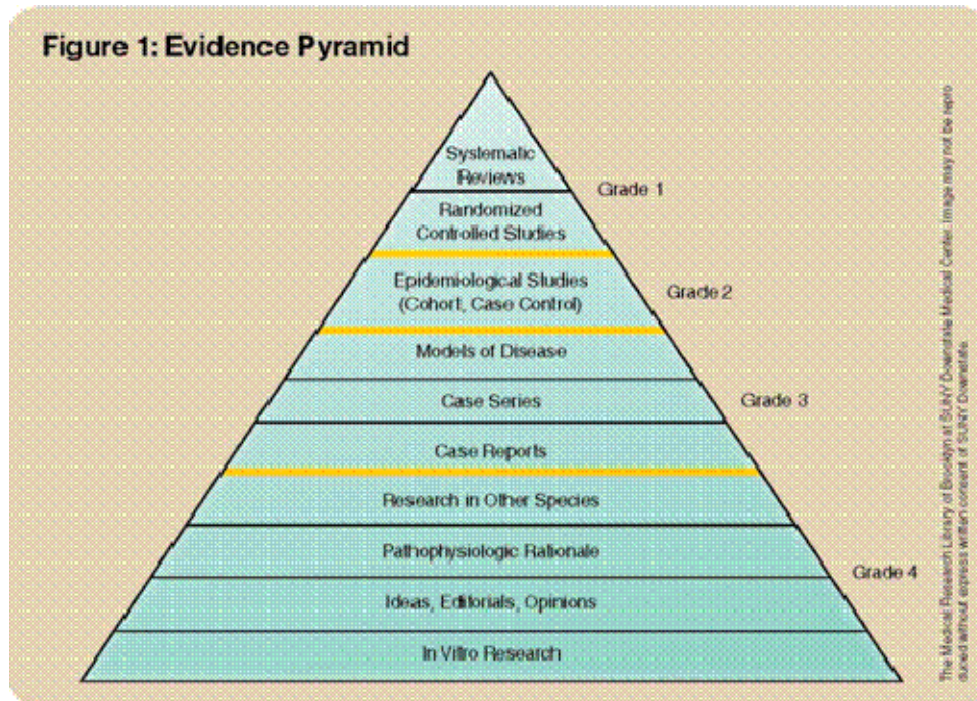 Figure 1: Evidence Pyramid
Systematic
Reviews
Grade 1
Randomized
Controlled Studies
Epidemiological Studies
(Cohort, Case Control)
Grade 2
Models of Disease
Case Series
Grade 3
Case Reports
Research in Other Species
Pathophysiologic Rationale
Grade 4
Ideas, Editorials, Opinions
In Vitro Research
The Medical Research Library of Brooklyn at SUNY Downstate Medical Center. Image may not be repro
duced without express written consent of SUNY Downstate.